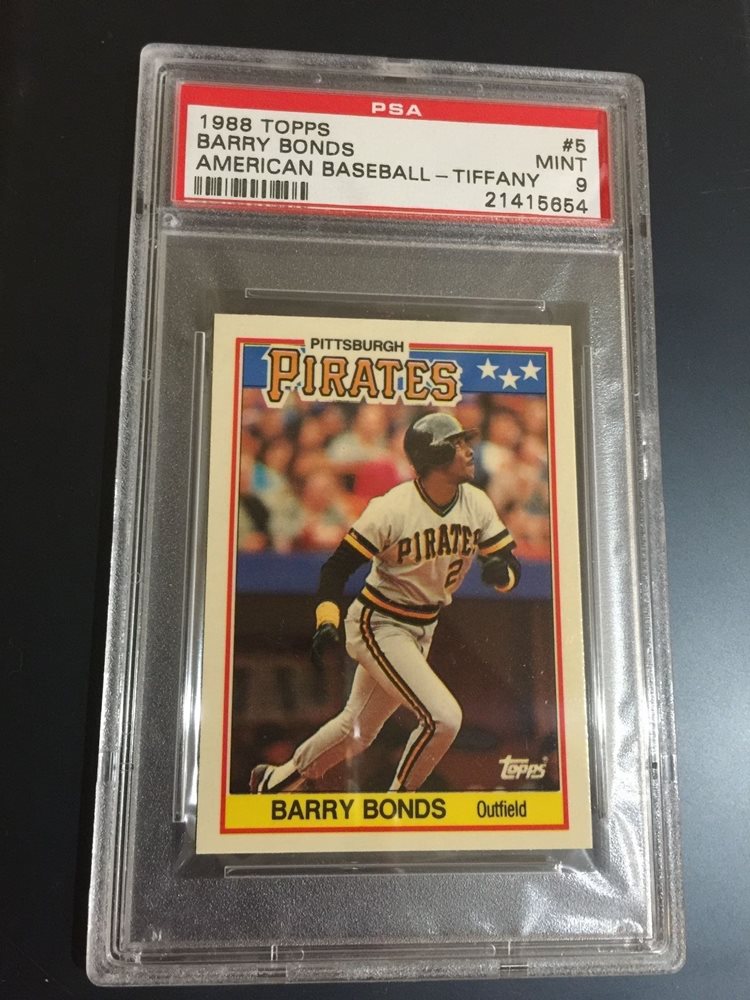 PSA
1988 TOPPS #5
BARRY BONDS MINT
AMERICAN BASEBALL - TIFFANY 9
21415654
PITTSBURGH
PIRATES
PIRATES
2
Topps
BARRY BONDS Outfield